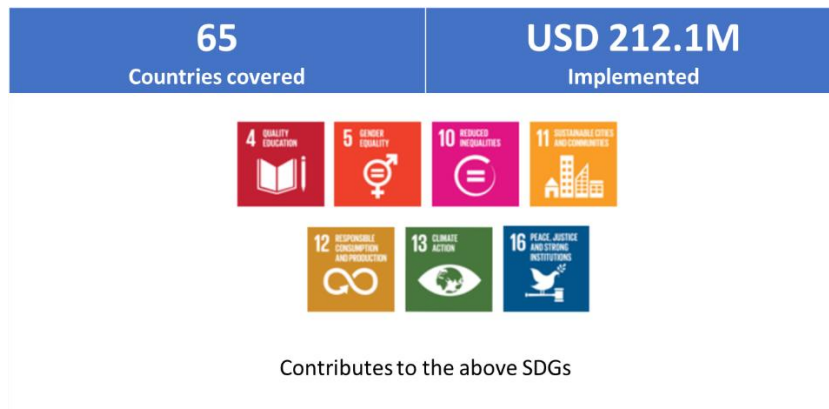 65
Countries covered
USD 212.1M
Implemented
4 QUALITY
EDUCATION
5 GENDER
EQUALITY
10 REDUCED
INEQUALITIES
11 SUSTAINABLE CITIES
AND COMMUNITIES
12 RESPONSIBLE
CONSUMPTION
AND PRODUCTION
13 CLIMATE
ACTION
16 PEACE, JUSTICE
AND STRONG
INSTITUTIONS
Contributes to the above SDGs